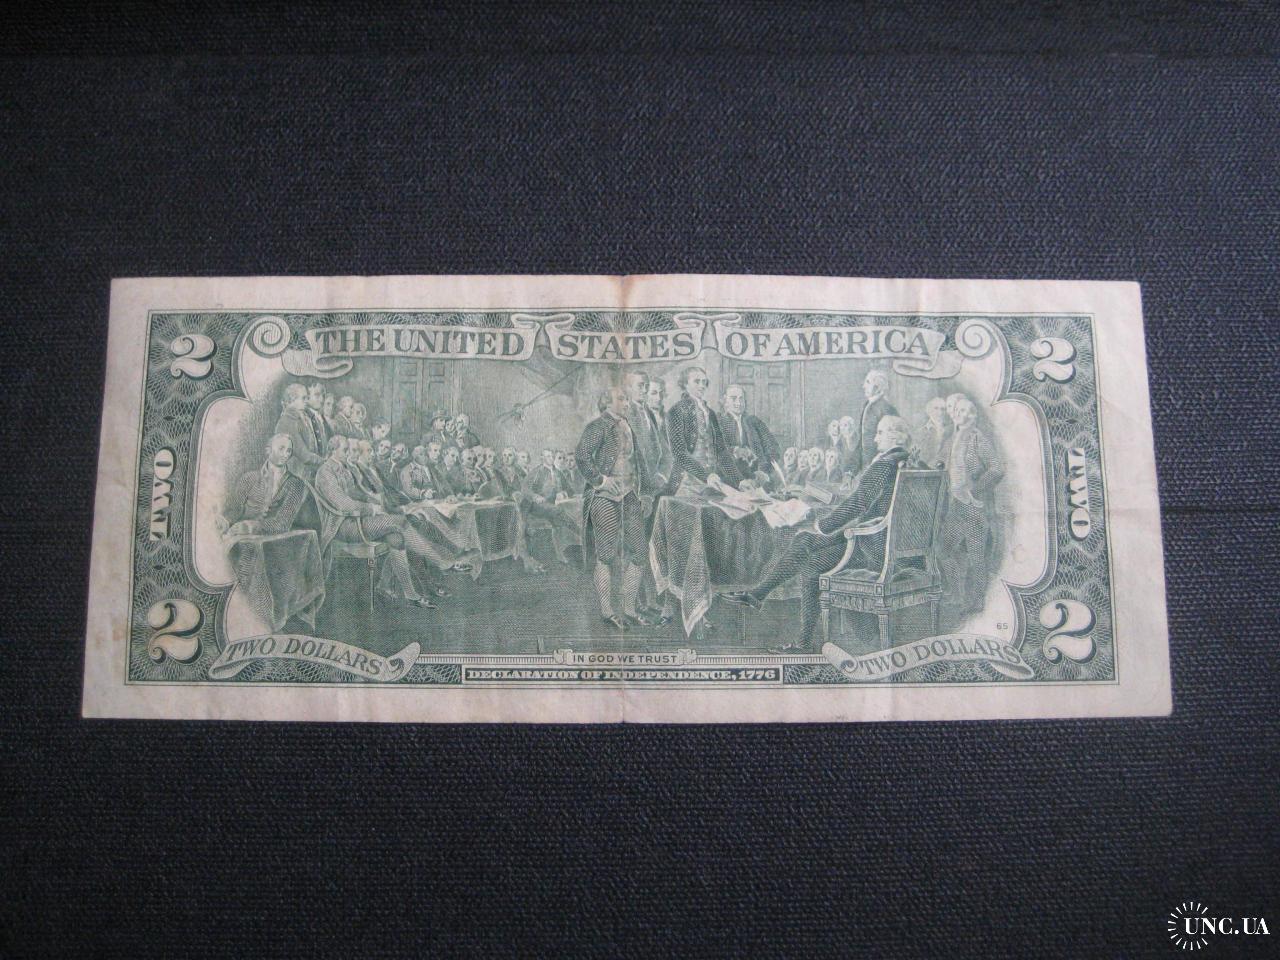 THE UNITED STATES OF AMERICA
2
2
TWO
TWO
65
2
2
TWO DOLLARS
IN GOD WE TRUST
TWO DOLLARS
DECLARATION OF INDEPENDENCE, 1776
UNC.UA